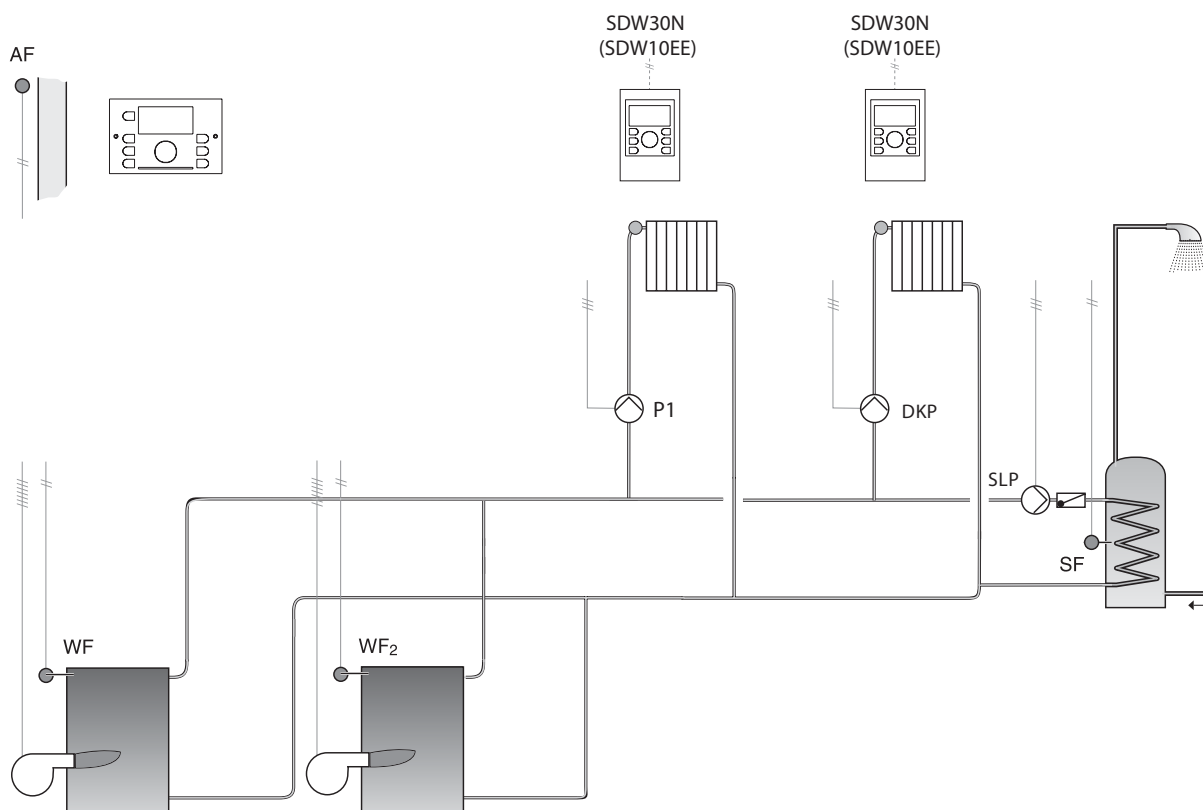 SDW30N
(SDW10EE)
SDW30N
(SDW10EE)
AF
P1
DKP
SLP
SF
WF
WF₂